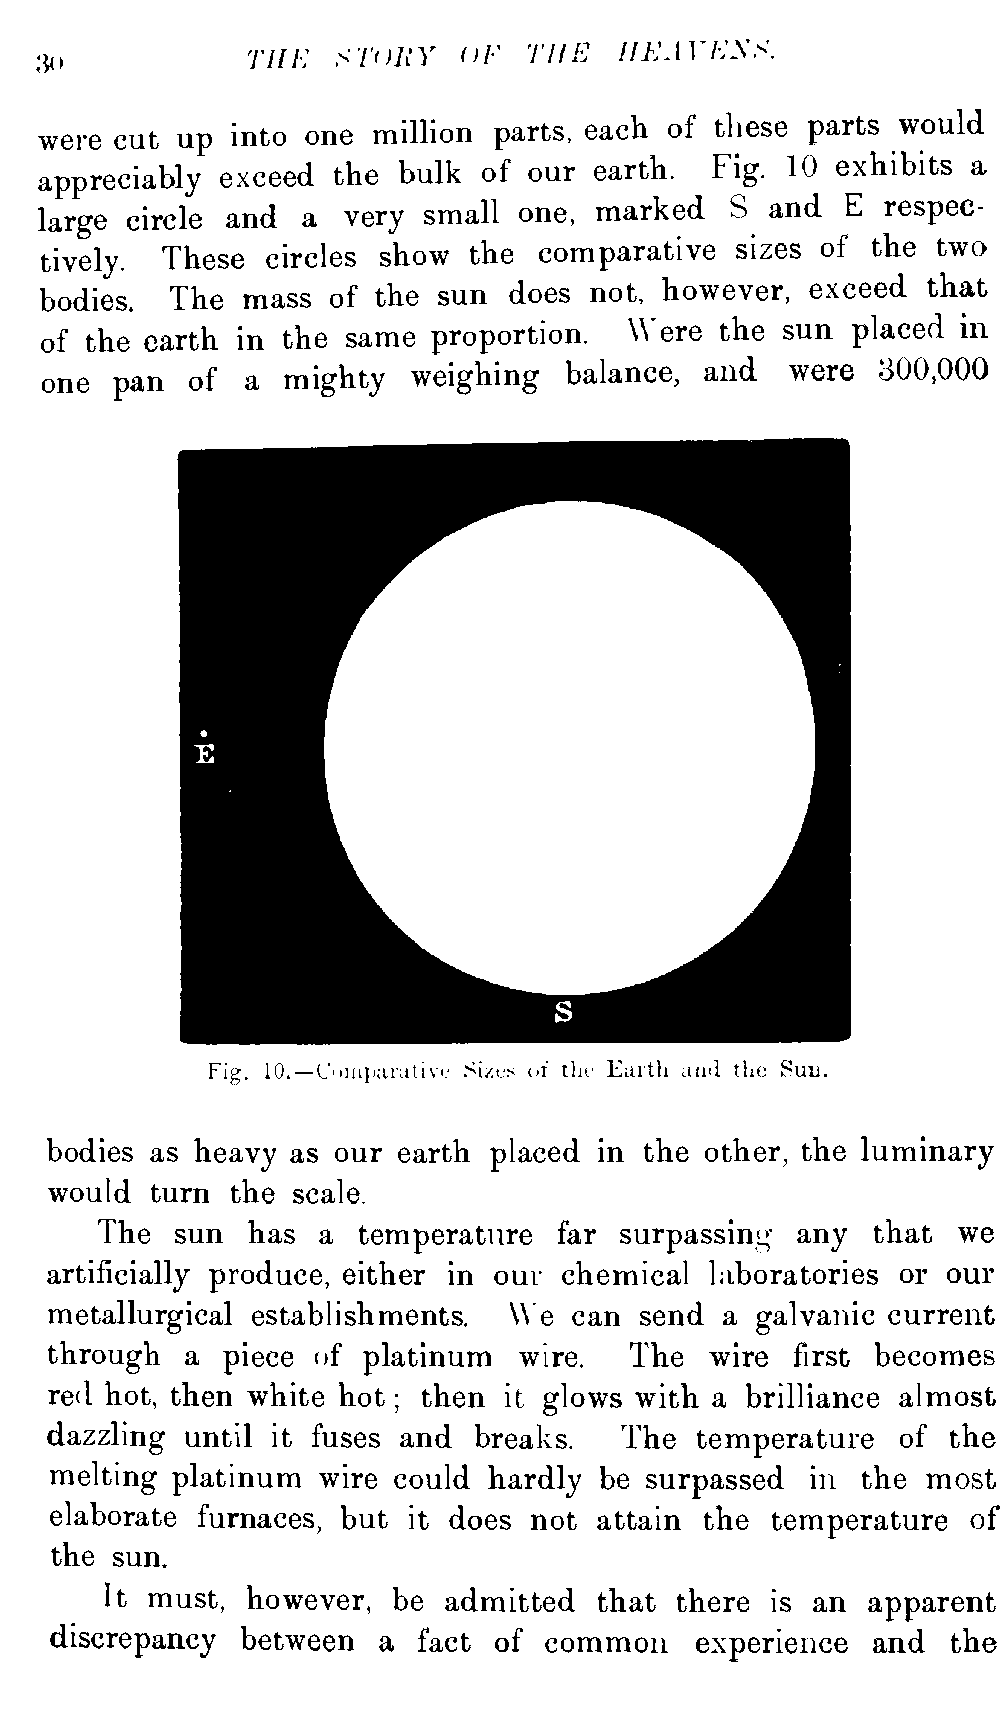 30 THE STORY OF THE HEAVENS.
were cut up into one million parts, each of these parts would
appreciably exceed the bulk of our earth. Fig. 10 exhibits a
large circle and a very small one, marked S and E respec-
tively. These circles show the comparative sizes of the two
bodies. The mass of the sun does not, however, exceed that
of the earth in the same proportion. Were the sun placed in
one pan of a mighty weighing balance, and were 300,000
E
S
Fig. 10.—Comparative Sizes of the Earth and the Sun.
bodies as heavy as our earth placed in the other, the luminary
would turn the scale.
The sun has a temperature far surpassing any that we
artificially produce, either in our chemical laboratories or our
metallurgical establishments. We can send a galvanic current
through a piece of platinum wire. The wire first becomes
red hot, then white hot; then it glows with a brilliance almost
dazzling until it fuses and breaks. The temperature of the
melting platinum wire could hardly be surpassed in the most
elaborate furnaces, but it does not attain the temperature of
the sun.
It must, however, be admitted that there is an apparent
discrepancy between a fact of common experience and the